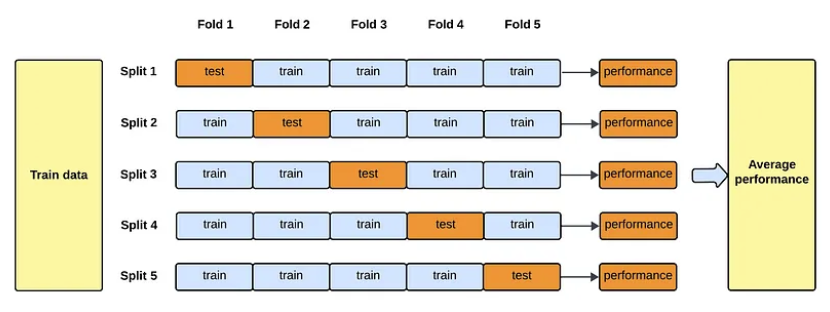 Fold 1 Fold 2 Fold 3 Fold 4 Fold 5
Split 1 test train train train train performance
Split 2 train test train train train performance
Train data Split 3 train train test train train performance Average performance
Split 4 train train train test train performance
Split 5 train train train train test performance